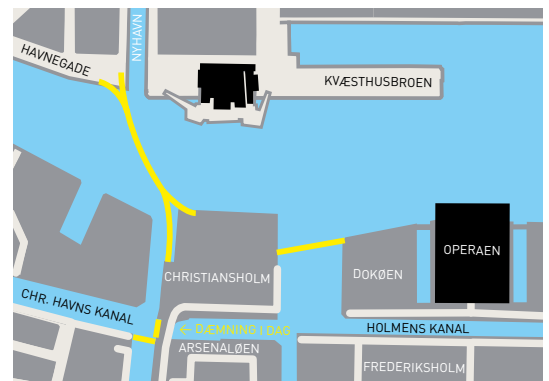 HAVNEGADE
NYHAVN
KVÆSTHUSBROEN
OPERAEN
CHRISTIANSHOLM
DOKØEN
CHR. HAVNS KANAL
← DÆMNING I DAG
HOLMENS KANAL
ARSENALØEN
FREDERIKSHOLM